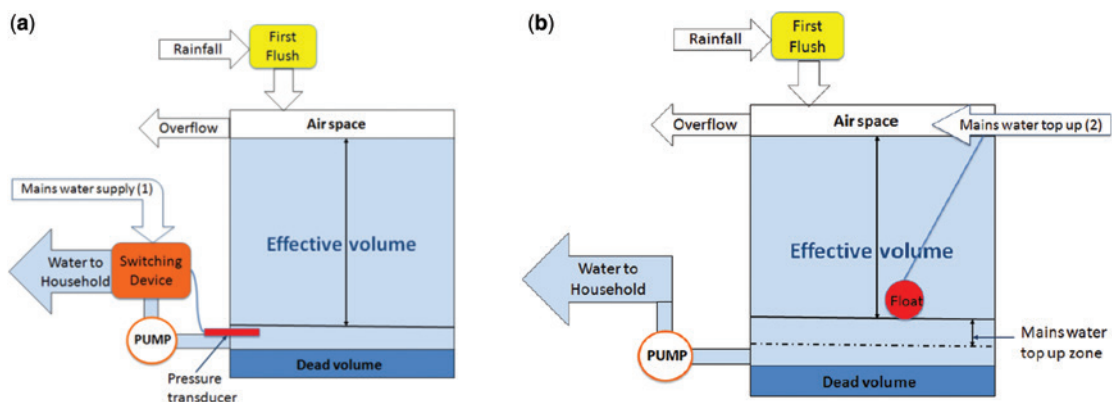 (a)
Rainfall
First
Flush
Overflow
Air space
Mains water supply (1)
Effective volume
Water to
Household
Switching
Device
PUMP
Pressure
transducer
Dead volume
(b)
Rainfall
First
Flush
Overflow
Air space
Mains water top up (2)
Effective volume
Water to
Household
Float
PUMP
Mains water
top up zone
Dead volume